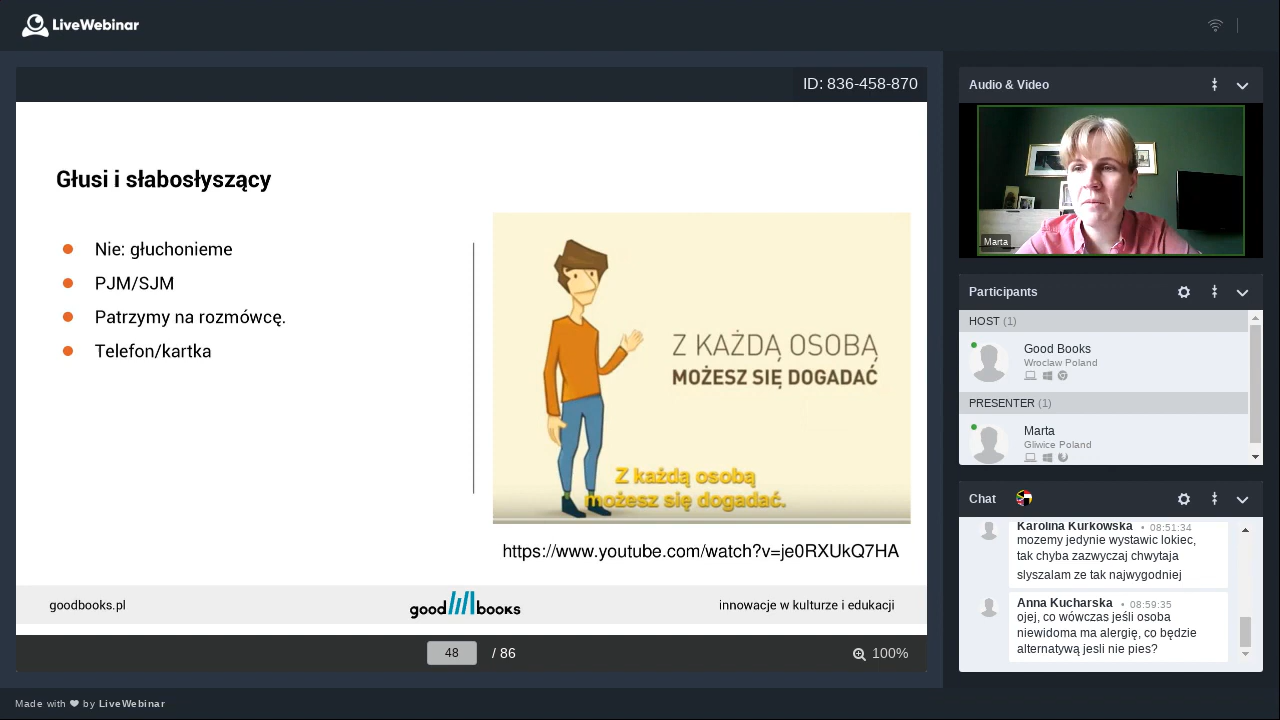 LiveWebinar
ID: 836-458-870
Głusi i słabosłyszący
Nie: głuchonieme
PJM/SJM
Patrzymy na rozmówcę.
Telefon/kartka
Z KAŻDĄ OSOBĄ
MOŻESZ SIĘ DOGADAĆ
Z każdą osobą
możesz się dogadać.
https://www.youtube.com/watch?v=je0RXUkQ7HA
goodbooks.pl
good books
innowacje w kulturze i edukacji
48 / 86
100%
Made with ❤ by LiveWebinar
Audio & Video
Marta
Participants
HOST (1)
Good Books
Wroclaw Poland
PRESENTER (1)
Marta
Gliwice Poland
Chat
Karolina Kurkowska • 08:51:34
mozemy jedynie wystawic lokiec,
tak chyba zazwyczaj chwytaja
slyszalam ze tak najwygodniej
Anna Kucharska • 08:59:35
ojej, co wówczas jeśli osoba
niewidoma ma alergię, co będzie
alternatywą jesli nie pies?